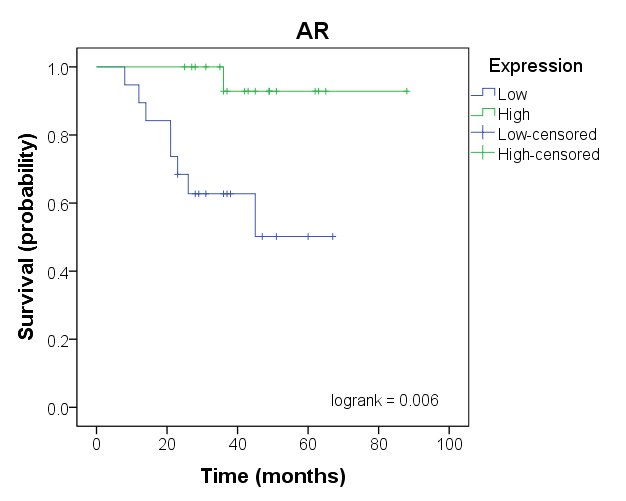 AR
Expression
Low
High
Low-censored
High-censored
Survival (probability)
1.0
0.8
0.6
0.4
0.2
0.0
logrank = 0.006
0 20 40 60 80 100
Time (months)